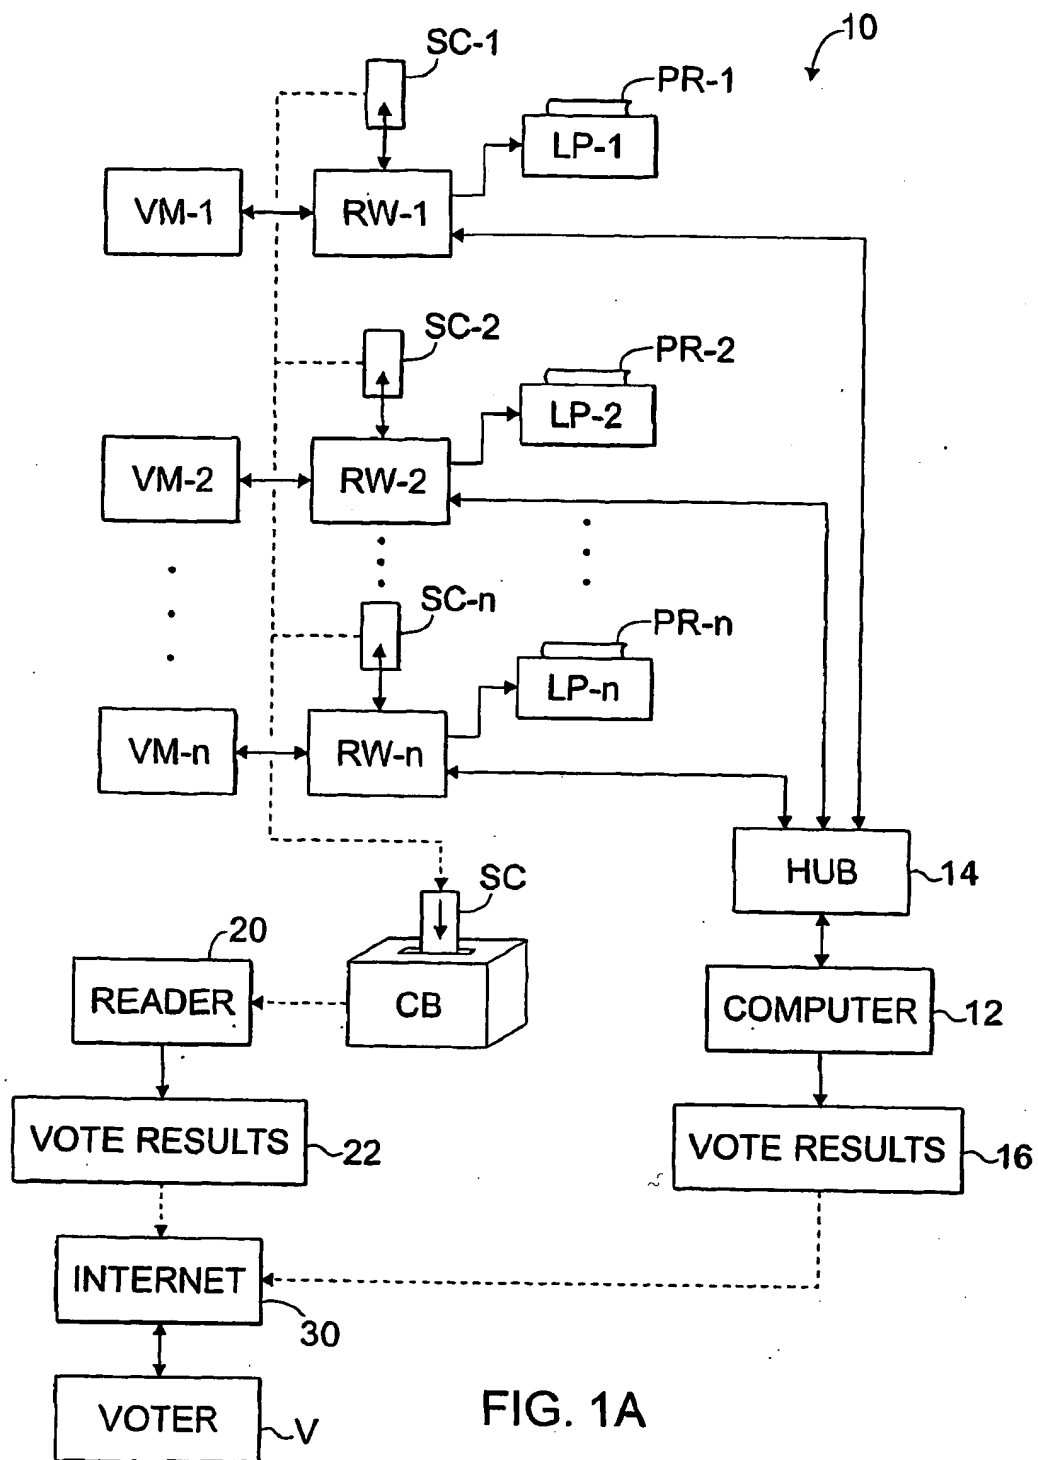 10
SC-1
PR-1
LP-1
VM-1
RW-1
SC-2
PR-2
LP-2
VM-2
RW-2
SC-n
PR-n
LP-n
VM-n
RW-n
HUB
14
SC
20
READER
CB
COMPUTER
12
VOTE RESULTS
22
VOTE RESULTS
16
INTERNET
30
VOTER
V
FIG. 1A